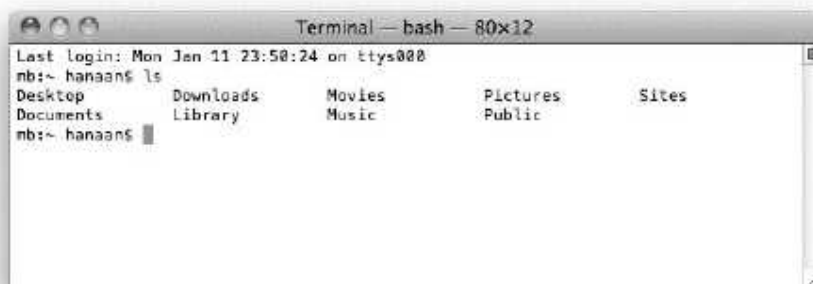 Terminal — bash — 80×12
Last login: Mon Jan 11 23:50:24 on ttys000
mb:~ hanaan$ ls
Desktop Downloads Movies Pictures Sites
Documents Library Music Public
mb:~ hanaan$